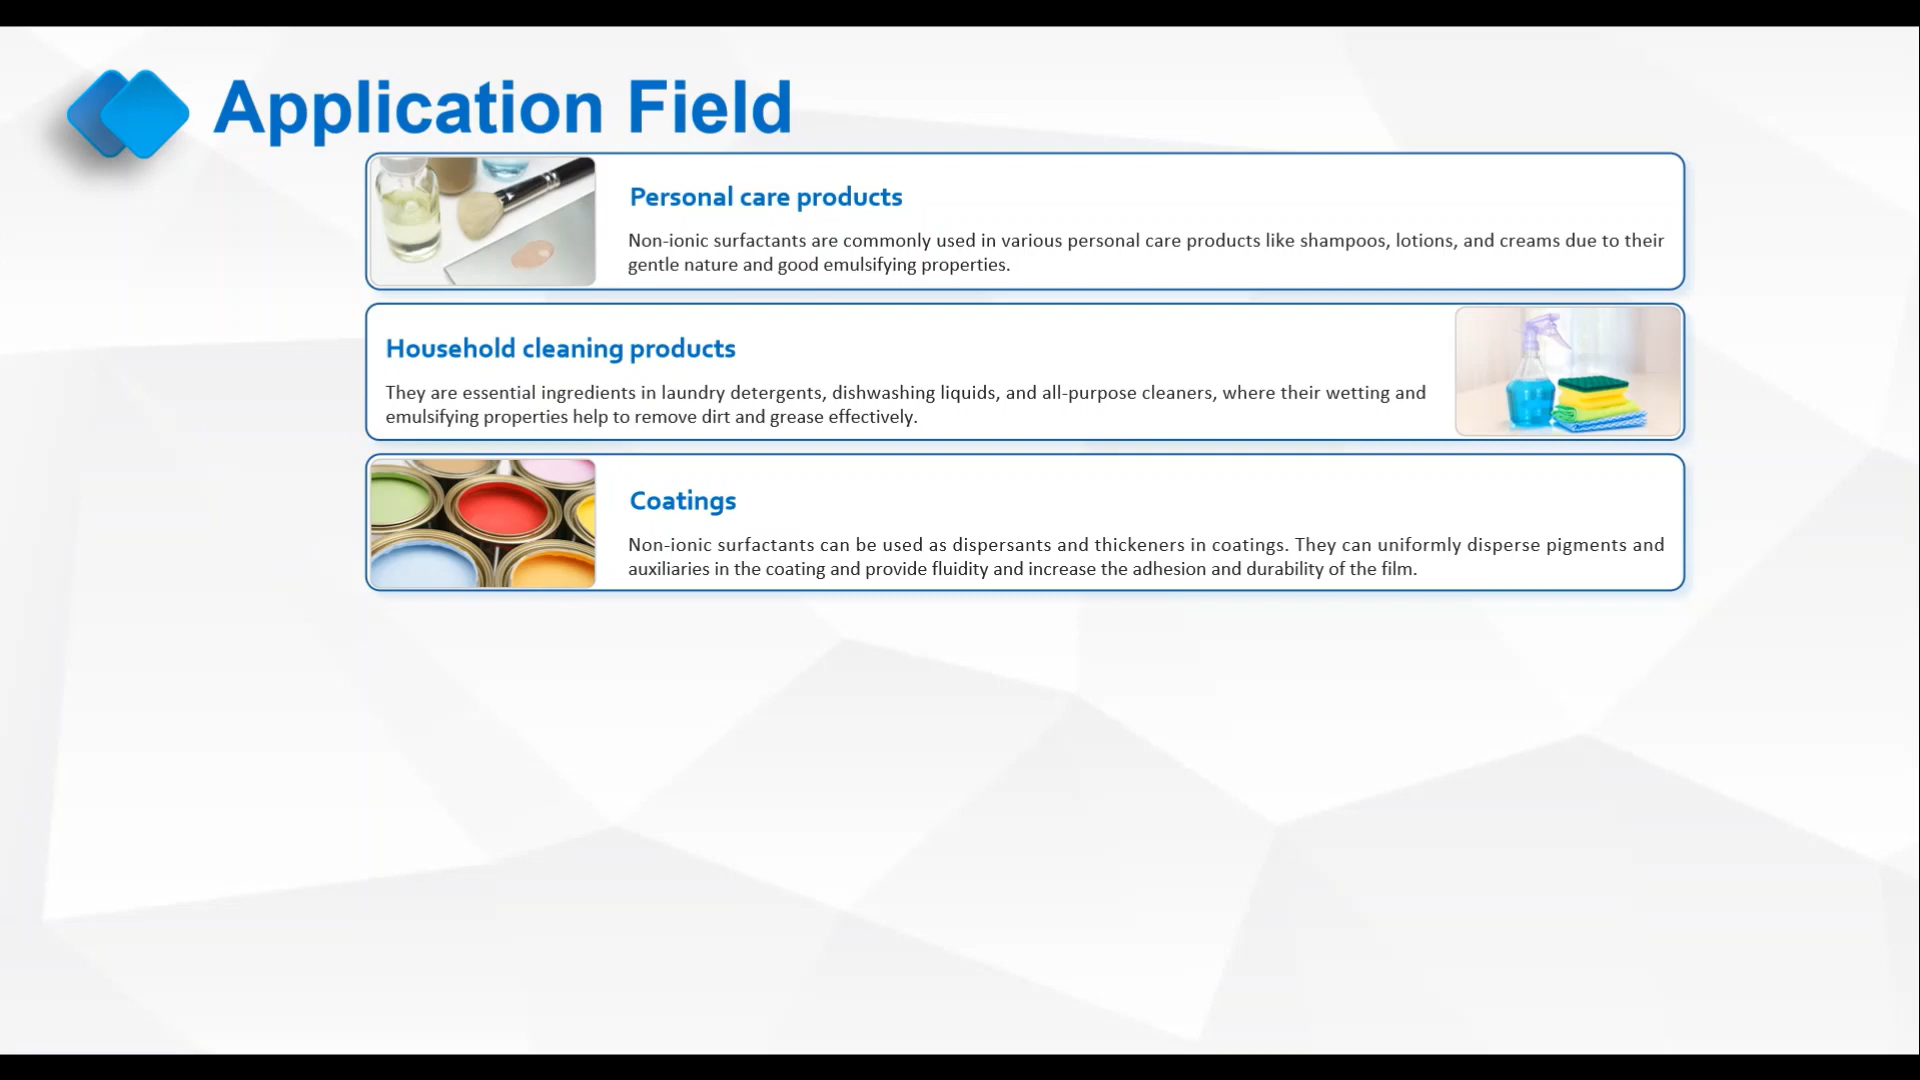 Application Field
Personal care products
Non-ionic surfactants are commonly used in various personal care products like shampoos, lotions, and creams due to their
gentle nature and good emulsifying properties.
Household cleaning products
They are essential ingredients in laundry detergents, dishwashing liquids, and all-purpose cleaners, where their wetting and
emulsifying properties help to remove dirt and grease effectively.
Coatings
Non-ionic surfactants can be used as dispersants and thickeners in coatings. They can uniformly disperse pigments and
auxiliaries in the coating and provide fluidity and increase the adhesion and durability of the film.